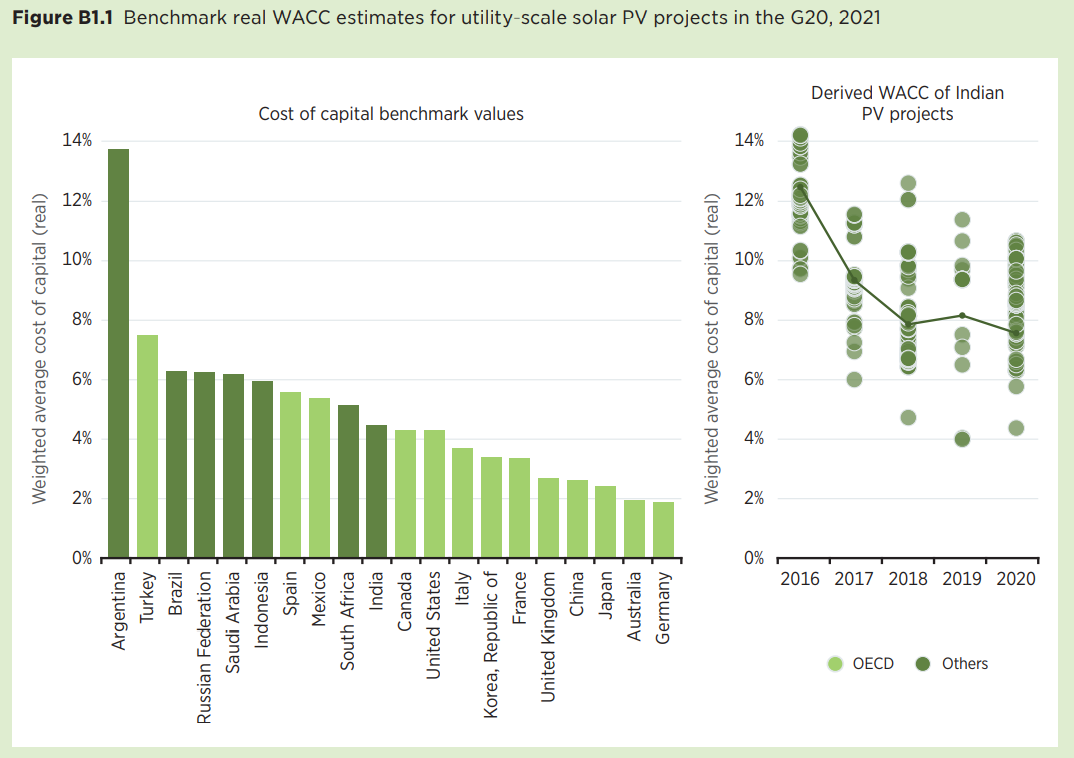 Figure B1.1 Benchmark real WACC estimates for utility-scale solar PV projects in the G20, 2021
Cost of capital benchmark values
Weighted average cost of capital (real)
14%
12%
10%
8%
6%
4%
2%
0%
Argentina
Turkey
Brazil
Russian Federation
Saudi Arabia
Indonesia
Spain
Mexico
South Africa
India
Canada
United States
Italy
Korea, Republic of
France
United Kingdom
China
Japan
Australia
Germany
Derived WACC of Indian
PV projects
Weighted average cost of capital (real)
14%
12%
10%
8%
6%
4%
2%
0%
2016 2017 2018 2019 2020
OECD Others